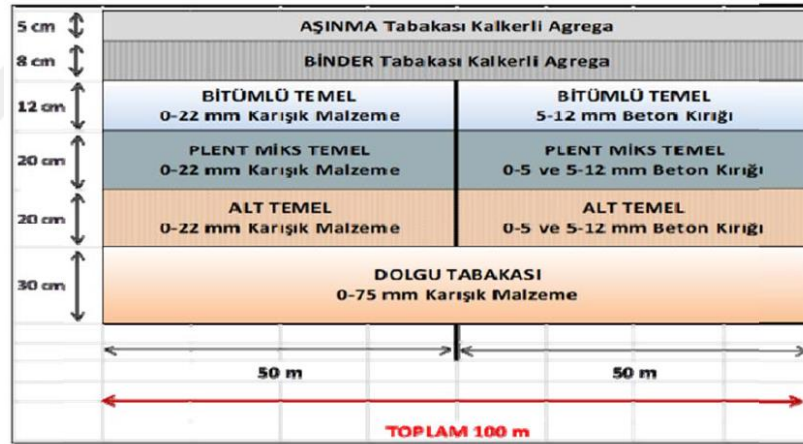 5 cm
AŞINMA Tabakası Kalkerli Agrega
8 cm
BİNDER Tabakası Kalkerli Agrega
12 cm
BİTÜMLÜ TEMEL
0-22 mm Karışık Malzeme
BİTÜMLÜ TEMEL
5-12 mm Beton Kırığı
20 cm
PLENT MİKS TEMEL
0-22 mm Karışık Malzeme
PLENT MİKS TEMEL
0-5 ve 5-12 mm Beton Kırığı
20 cm
ALT TEMEL
0-22 mm Karışık Malzeme
ALT TEMEL
0-5 ve 5-12 mm Beton Kırığı
30 cm
DOLGU TABAKASI
0-75 mm Karışık Malzeme
50 m
50 m
TOPLAM 100 m